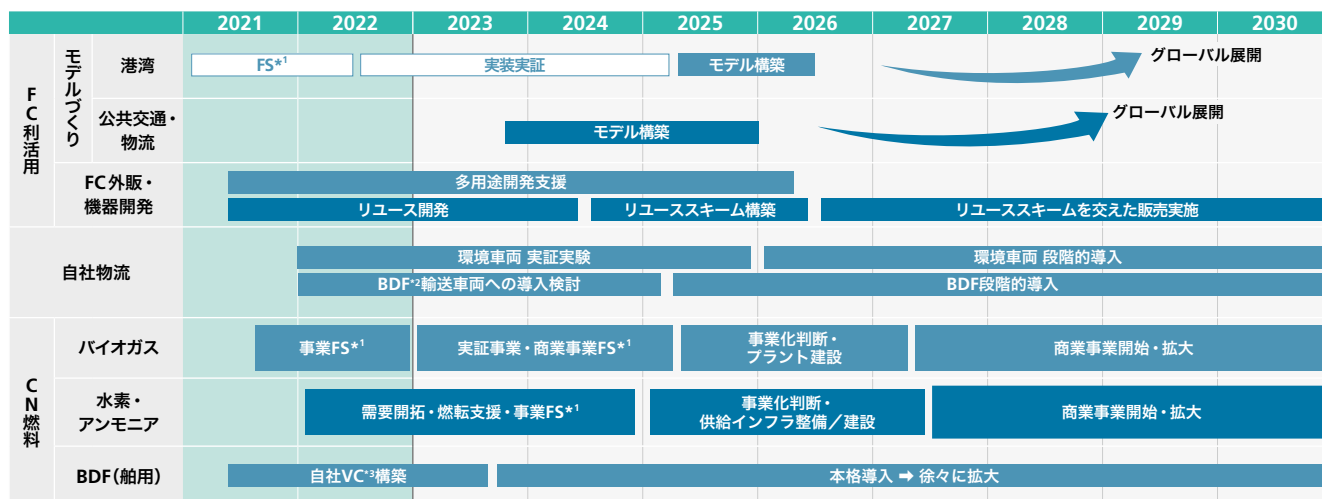 2021 2022 2023 2024 2025 2026 2027 2028 2029 2030
FC利活用
モデルづくり
港湾
FS*1
実装実証
モデル構築
グローバル展開
公共交通・
物流
モデル構築
グローバル展開
FC外販・
機器開発
多用途開発支援
リユース開発
リユーススキーム構築
リユーススキームを交えた販売実施
自社物流
環境車両 実証実験
環境車両 段階的導入
BDF*2輸送車両への導入検討
BDF段階的導入
CN燃料
バイオガス
事業FS*1
実証事業・商業事業FS*1
事業化判断・
プラント建設
商業事業開始・拡大
水素・
アンモニア
需要開拓・燃転支援・事業FS*1
事業化判断・
供給インフラ整備／建設
商業事業開始・拡大
BDF（舶用）
自社VC*3構築
本格導入 ➡ 徐々に拡大